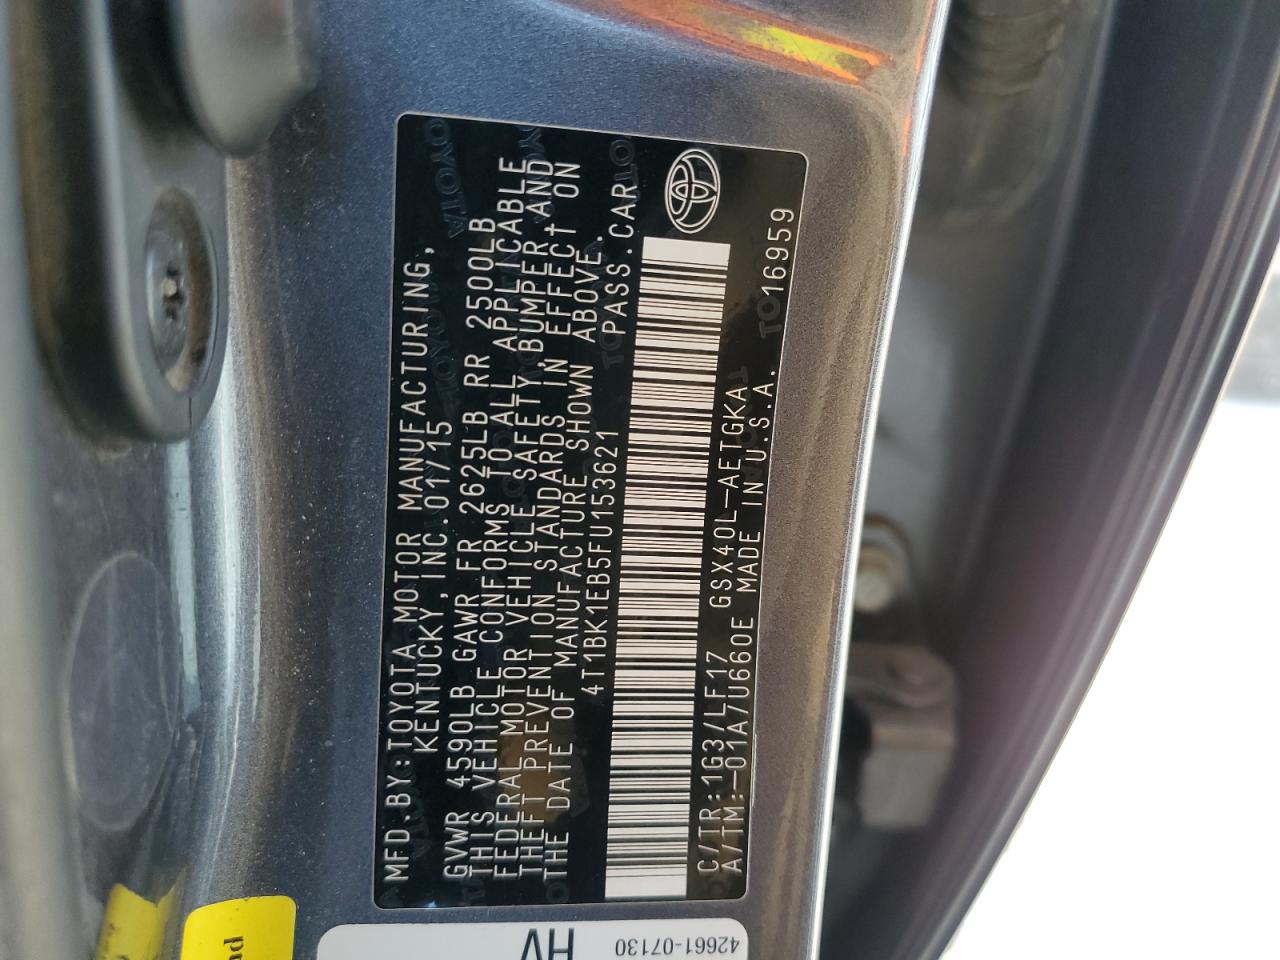 MFD.BY:TOYOTA MOTOR MANUFACTURING,
KENTUCKY,INC.01/15
GVWR 4590LB GAWR FR 2625LB RR 2500LB
THIS VEHICLE CONFORMS TO ALL APPLICABLE
FEDERAL MOTOR VEHICLE SAFETY,BUMPER,AND
THEFT PREVENTION STANDARDS IN EFFECT ON
THE DATE OF MANUFACTURE SHOWN ABOVE.
4T1BK1EB5FU153621 PASS.CAR
C/TR:1G3/LF17 GSX40L-AETGKA
A/TM:-01A/U660E MADE IN U.S.A.
16959
HV
42661-07130